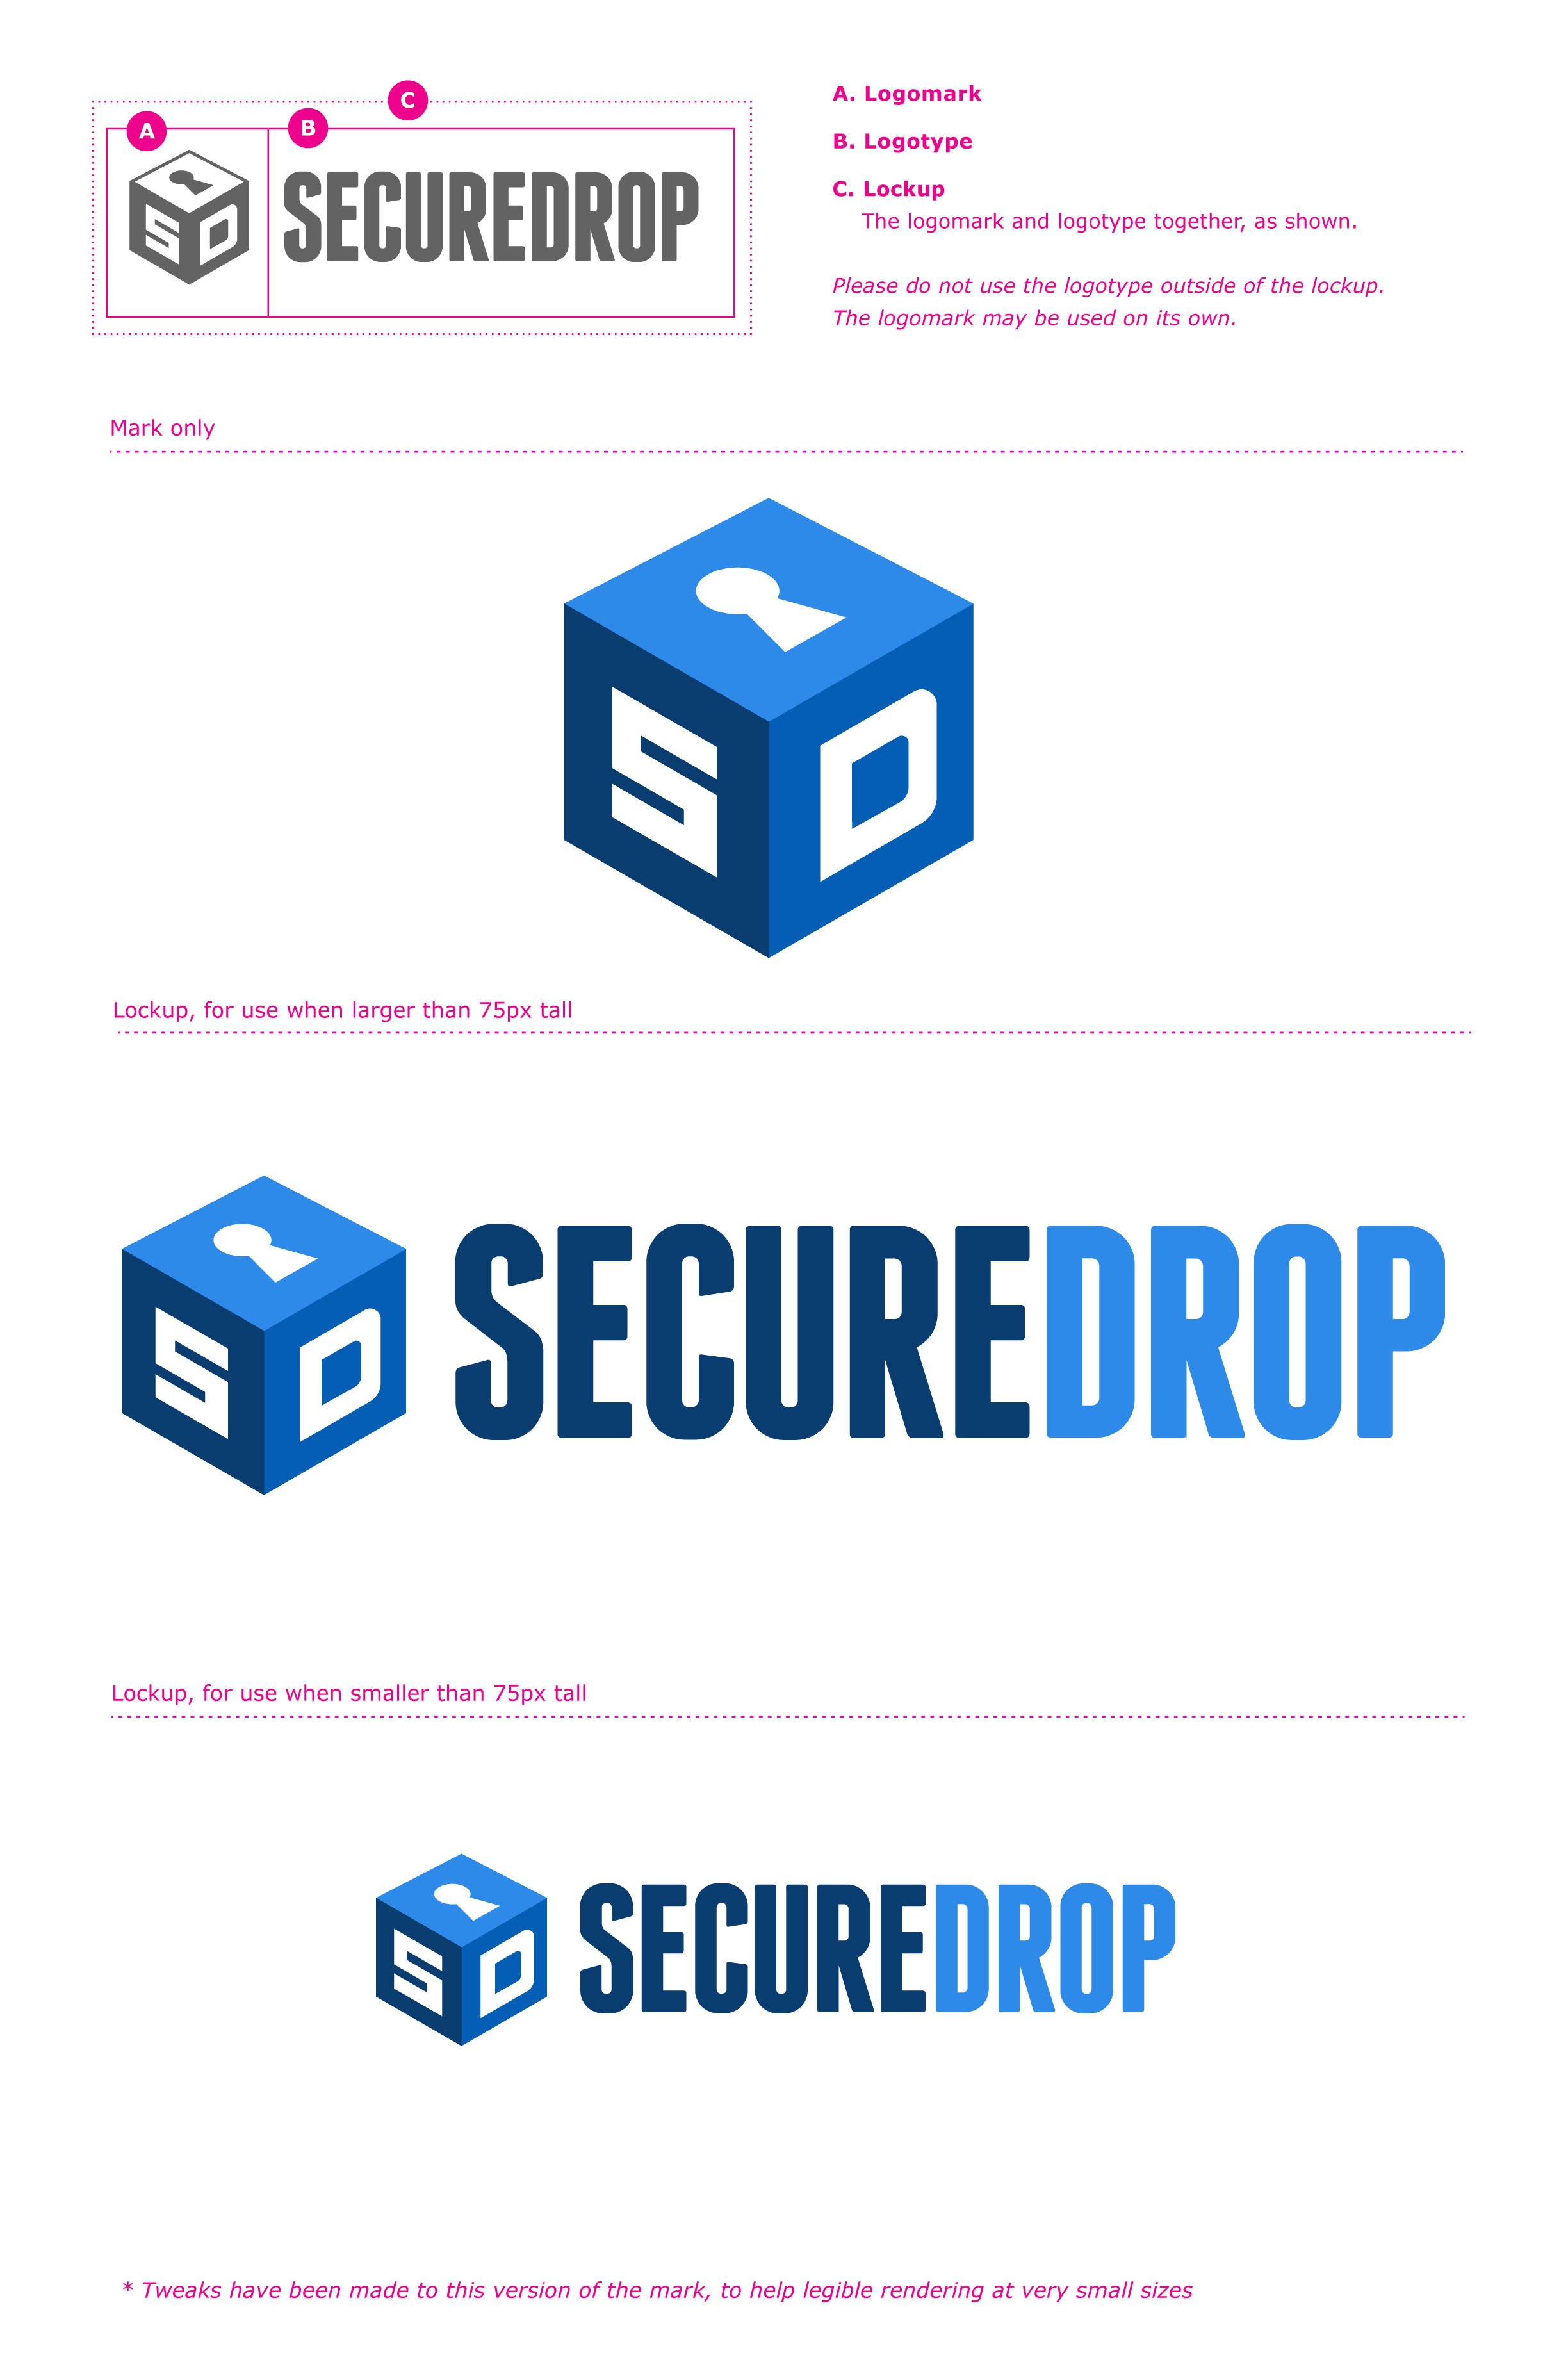 C
A
B
S D
SECUREDROP
A. Logomark
B. Logotype
C. Lockup
The logomark and logotype together, as shown.
Please do not use the logotype outside of the lockup.
The logomark may be used on its own.
Mark only
S D
Lockup, for use when larger than 75px tall
S D
SECUREDROP
Lockup, for use when smaller than 75px tall
S D
SECUREDROP
* Tweaks have been made to this version of the mark, to help legible rendering at very small sizes